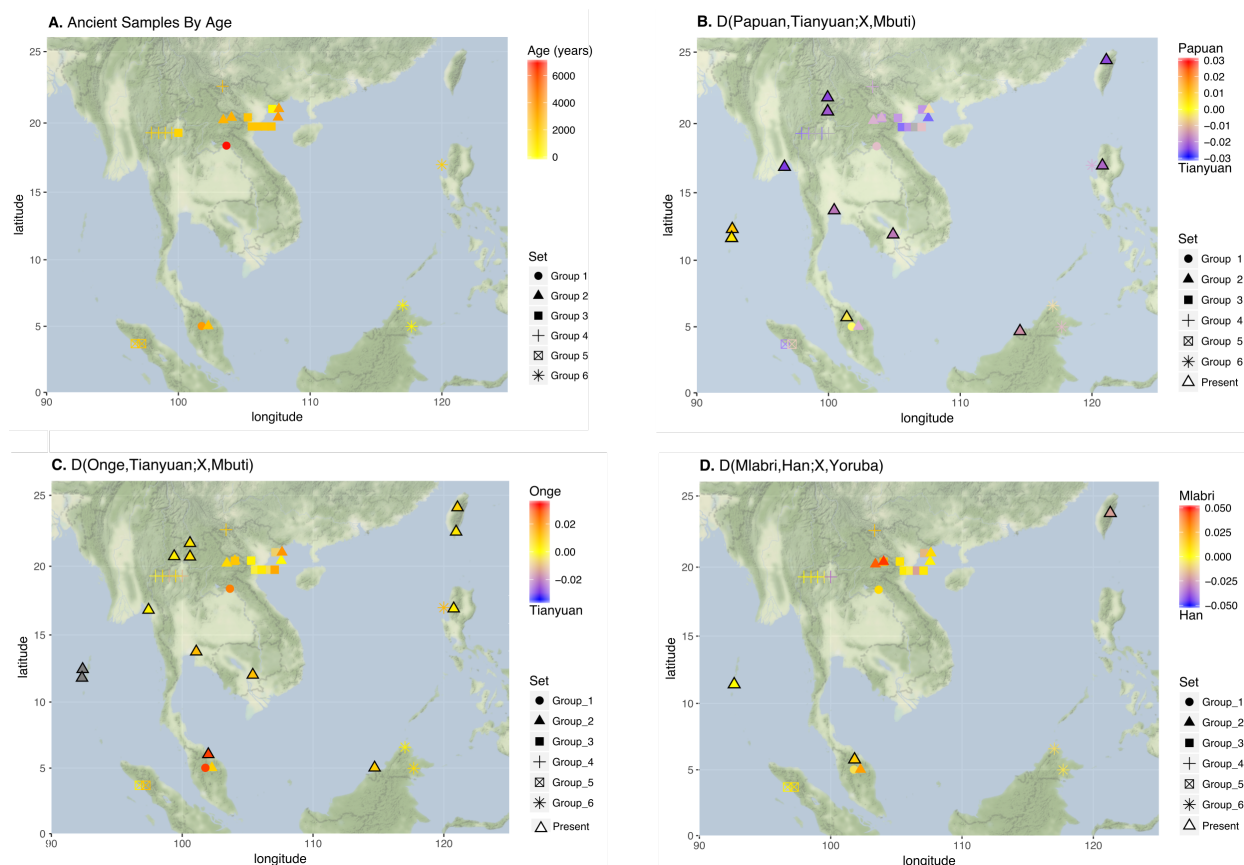 A. Ancient Samples By Age
25
20
15
10
5
0
latitude
90
100
110
120
longitude
Age (years)
6000
4000
2000
0
Set
Group 1
Group 2
Group 3
Group 4
Group 5
Group 6
B. D(Papuan,Tianyuan;X,Mbuti)
25
20
15
10
5
0
latitude
90
100
110
120
longitude
Papuan
0.03
0.02
0.01
0.00
−0.01
−0.02
−0.03
Tianyuan
Set
Group 1
Group 2
Group 3
Group 4
Group 5
Group 6
Present
C. D(Onge,Tianyuan;X,Mbuti)
25
20
15
10
5
0
latitude
90
100
110
120
longitude
Onge
0.02
0.00
−0.02
Tianyuan
Set
Group_1
Group_2
Group_3
Group_4
Group_5
Group_6
Present
D. D(Mlabri,Han;X,Yoruba)
25
20
15
10
5
0
latitude
90
100
110
120
longitude
Mlabri
0.050
0.025
0.000
−0.025
−0.050
Han
Set
Group_1
Group_2
Group_3
Group_4
Group_5
Group_6
Present